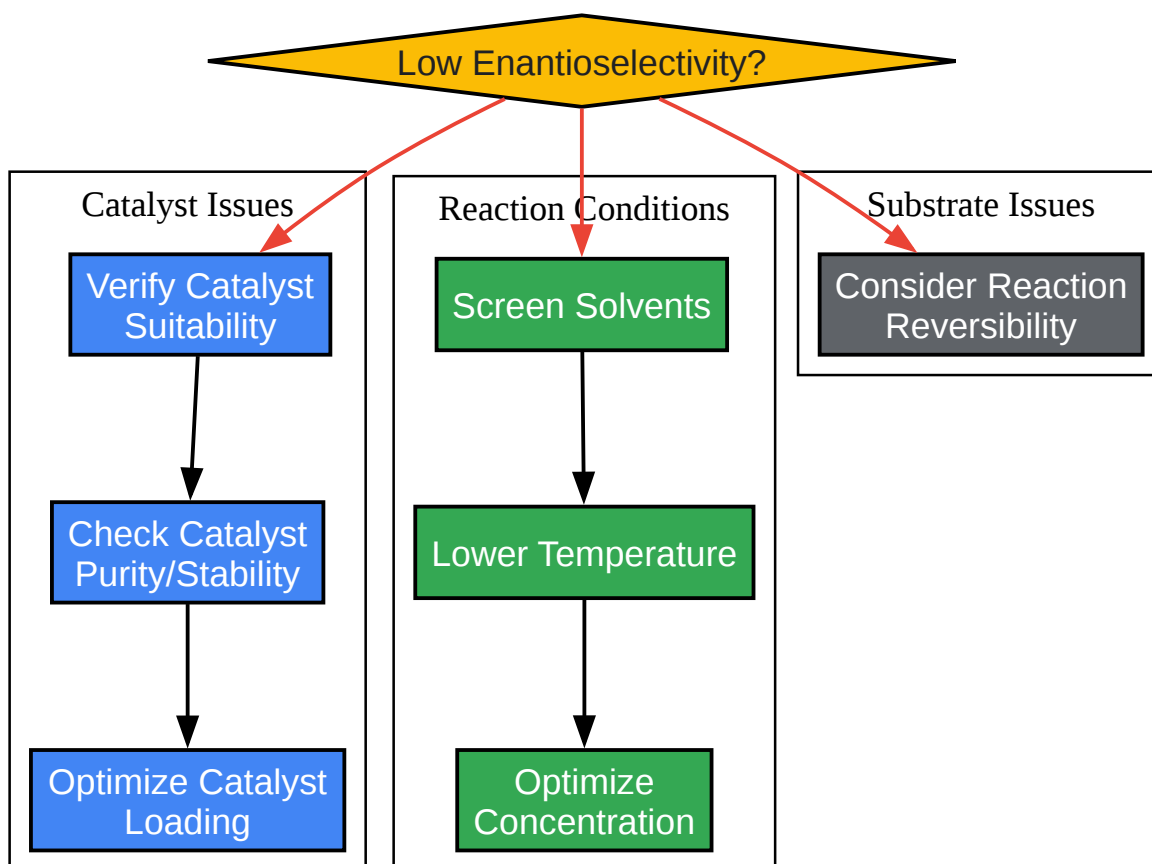 Low Enantioselectivity?
Catalyst Issues
Verify Catalyst
Suitability
Check Catalyst
Purity/Stability
Optimize Catalyst
Loading
Reaction Conditions
Screen Solvents
Lower Temperature
Optimize
Concentration
Substrate Issues
Consider Reaction
Reversibility